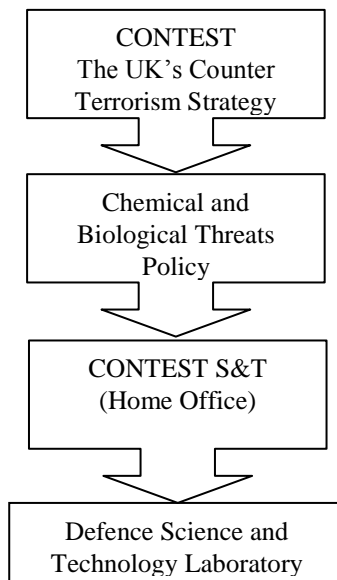 CONTEST
The UK’s Counter
Terrorism Strategy
Chemical and
Biological Threats
Policy
CONTEST S&T
(Home Office)
Defence Science and
Technology Laboratory